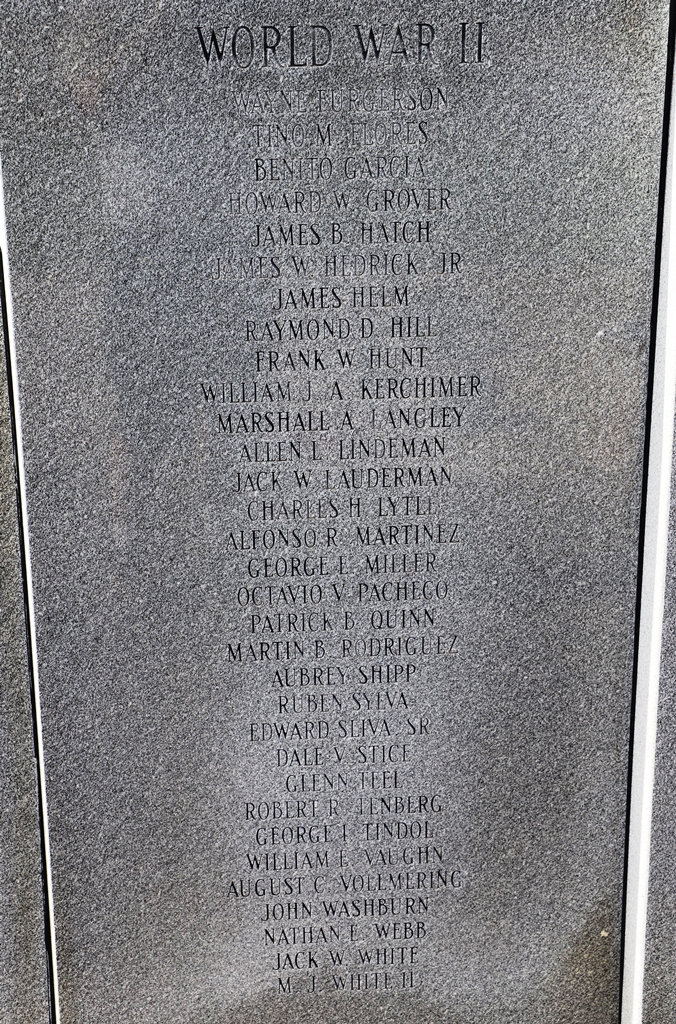 WORLD WAR II
WAYNE FURGERSON
TINO M. FLORES
BENITO GARCIA
HOWARD W. GROVER
JAMES B. HATCH
JAMES W. HEDRICK, JR
JAMES HELM
RAYMOND D. HILL
FRANK W. HUNT
WILLIAM J. A. KERCHIMER
MARSHALL A. LANGLEY
ALLEN L. LINDEMAN
JACK W. LAUDERMAN
CHARLES H. LYTLE
ALFONSO R. MARTINEZ
GEORGE E. MILLER
OCTAVIO V. PACHECO
PATRICK B. QUINN
MARTIN B. RODRIGUEZ
AUBREY SHIPP
RUBEN SYLVA
EDWARD SLIVA, SR
DALE V. STICE
GLENN TEEL
ROBERT R. TENBERG
GEORGE TINDOL
WILLIAM E. VAUGHN
AUGUST C. VOLLMERING
JOHN WASHBURN
NATHAN E. WEBB
JACK W. WHITE
M. J. WHITE II